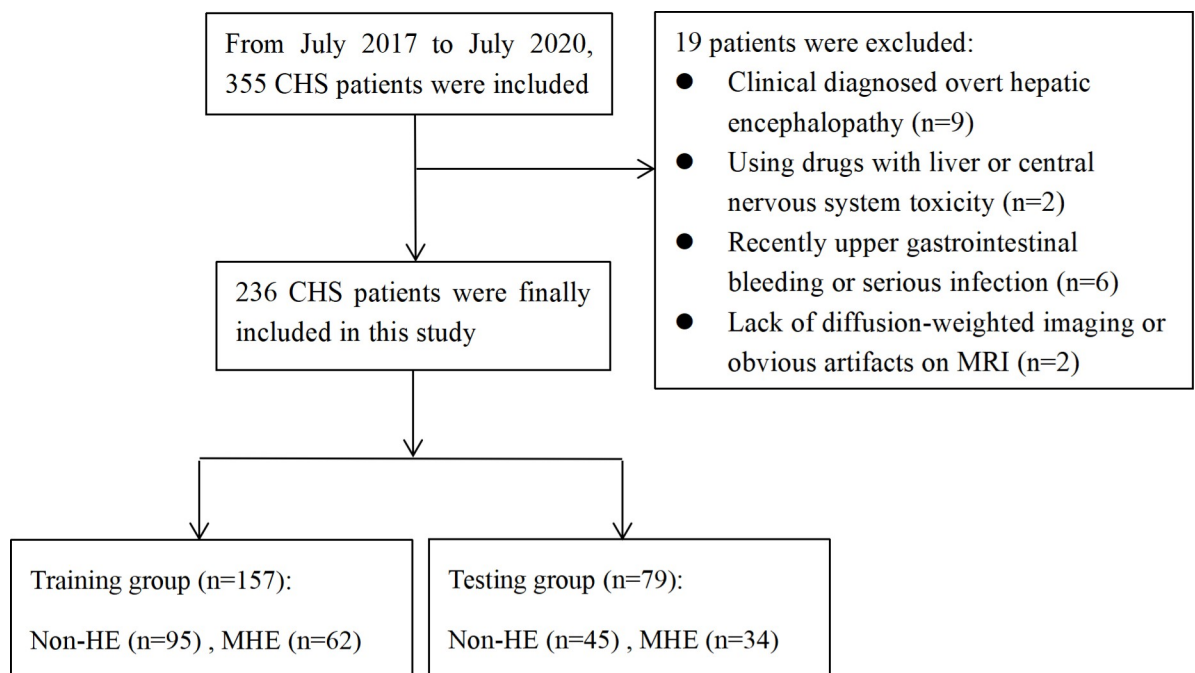 From July 2017 to July 2020,
355 CHS patients were included
19 patients were excluded:
● Clinical diagnosed overt hepatic
encephalopathy (n=9)
● Using drugs with liver or central
nervous system toxicity (n=2)
● Recently upper gastrointestinal
bleeding or serious infection (n=6)
● Lack of diffusion-weighted imaging or
obvious artifacts on MRI (n=2)
236 CHS patients were finally
included in this study
Training group (n=157):
Non-HE (n=95) , MHE (n=62)
Testing group (n=79):
Non-HE (n=45) , MHE (n=34)